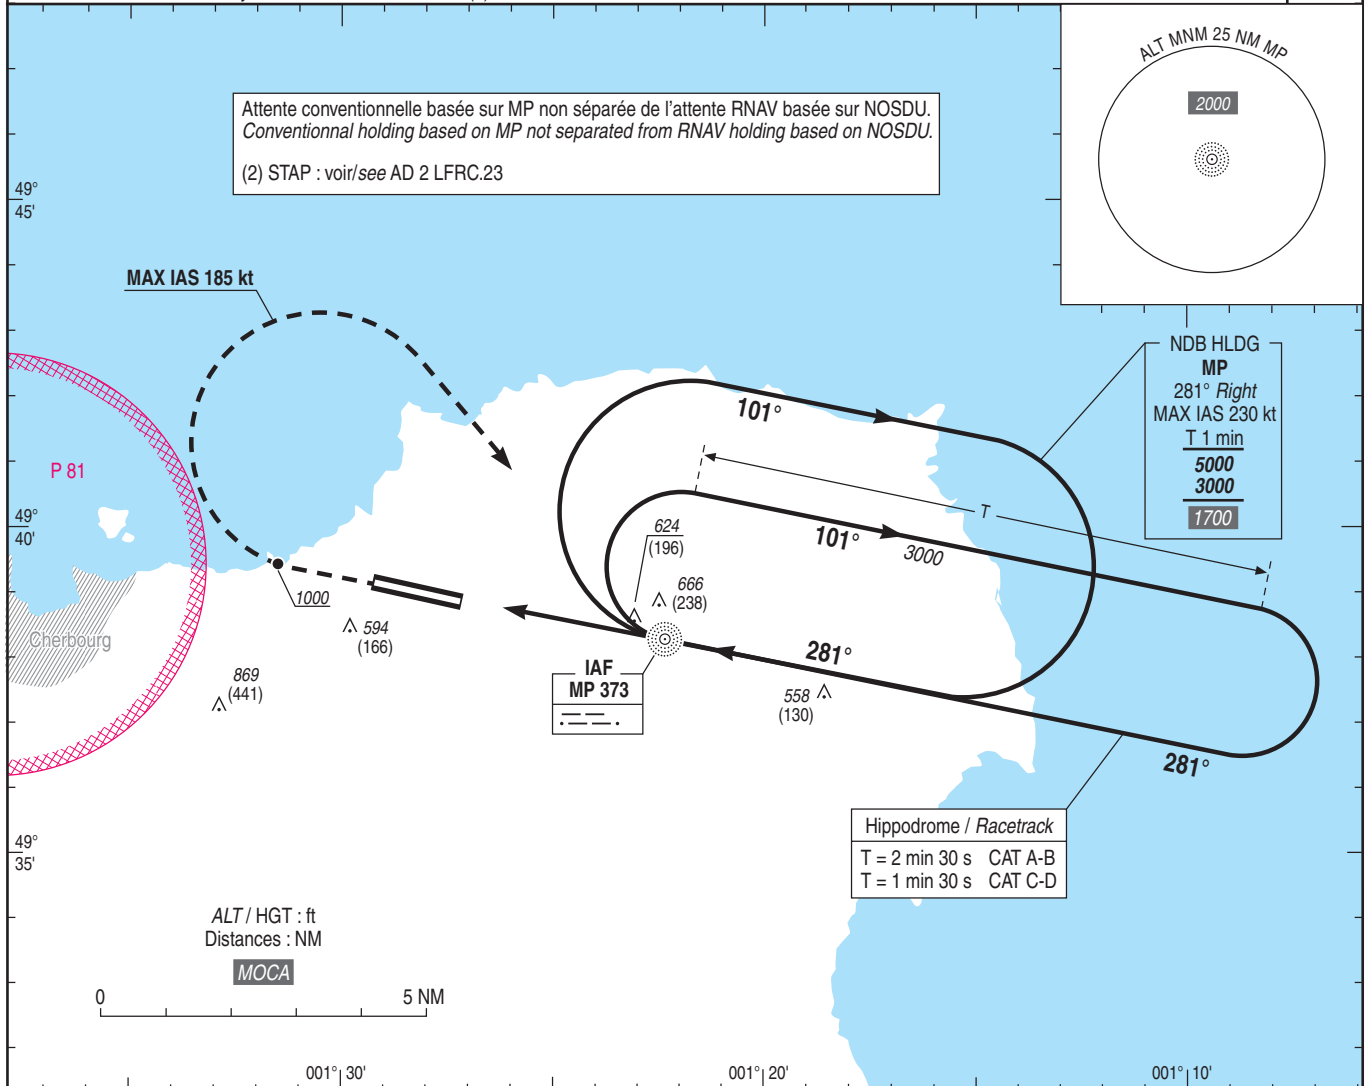 ALT MNM 25 NM MP
2000
Attente conventionnelle basée sur MP non séparée de l'attente RNAV basée sur NOSDU.
Conventionnal holding based on MP not separated from RNAV holding based on NOSDU.
(2) STAP : voir/see AD 2 LFRC.23
49°
45'
MAX IAS 185 kt
NDB HLDG
MP
281° Right
MAX IAS 230 kt
T 1 min
5000
3000
1700
101°
P 81
T
49°
40'
624
(196)
101°
3000
666
(238)
1000
594
(166)
Cherbourg
869
(441)
IAF
MP 373
281°
558
(130)
281°
Hippodrome / Racetrack
T = 2 min 30 s CAT A-B
T = 1 min 30 s CAT C-D
49°
35'
ALT / HGT : ft
Distances : NM
MOCA
0 5 NM
001° 30' 001° 20' 001° 10'